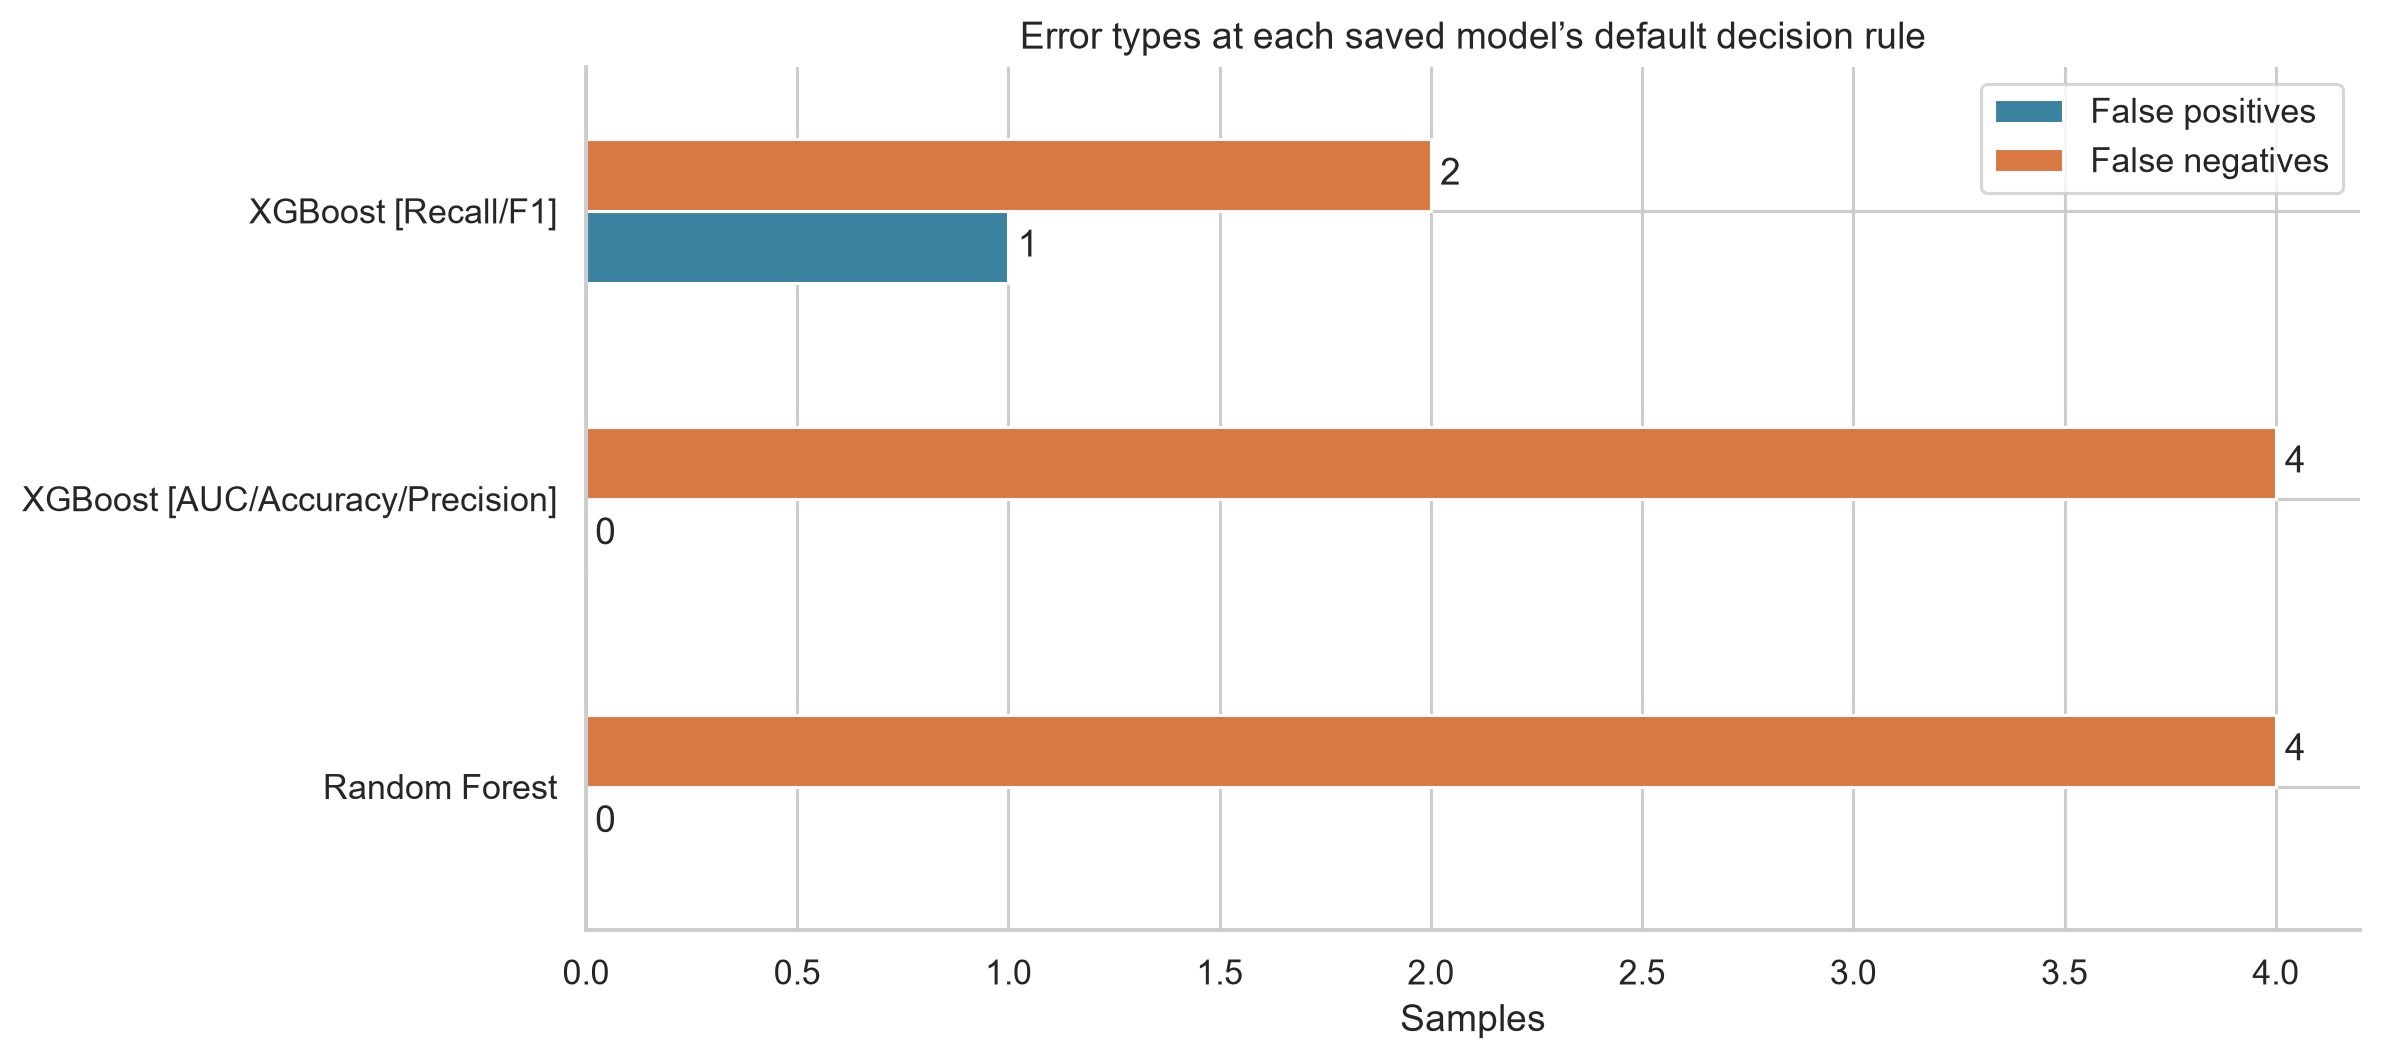 Error types at each saved model’s default decision rule
False positives
False negatives
2
XGBoost [Recall/F1]
1
4
XGBoost [AUC/Accuracy/Precision]
0
4
Random Forest
0
0.0 0.5 1.0 1.5 2.0 2.5 3.0 3.5 4.0
Samples